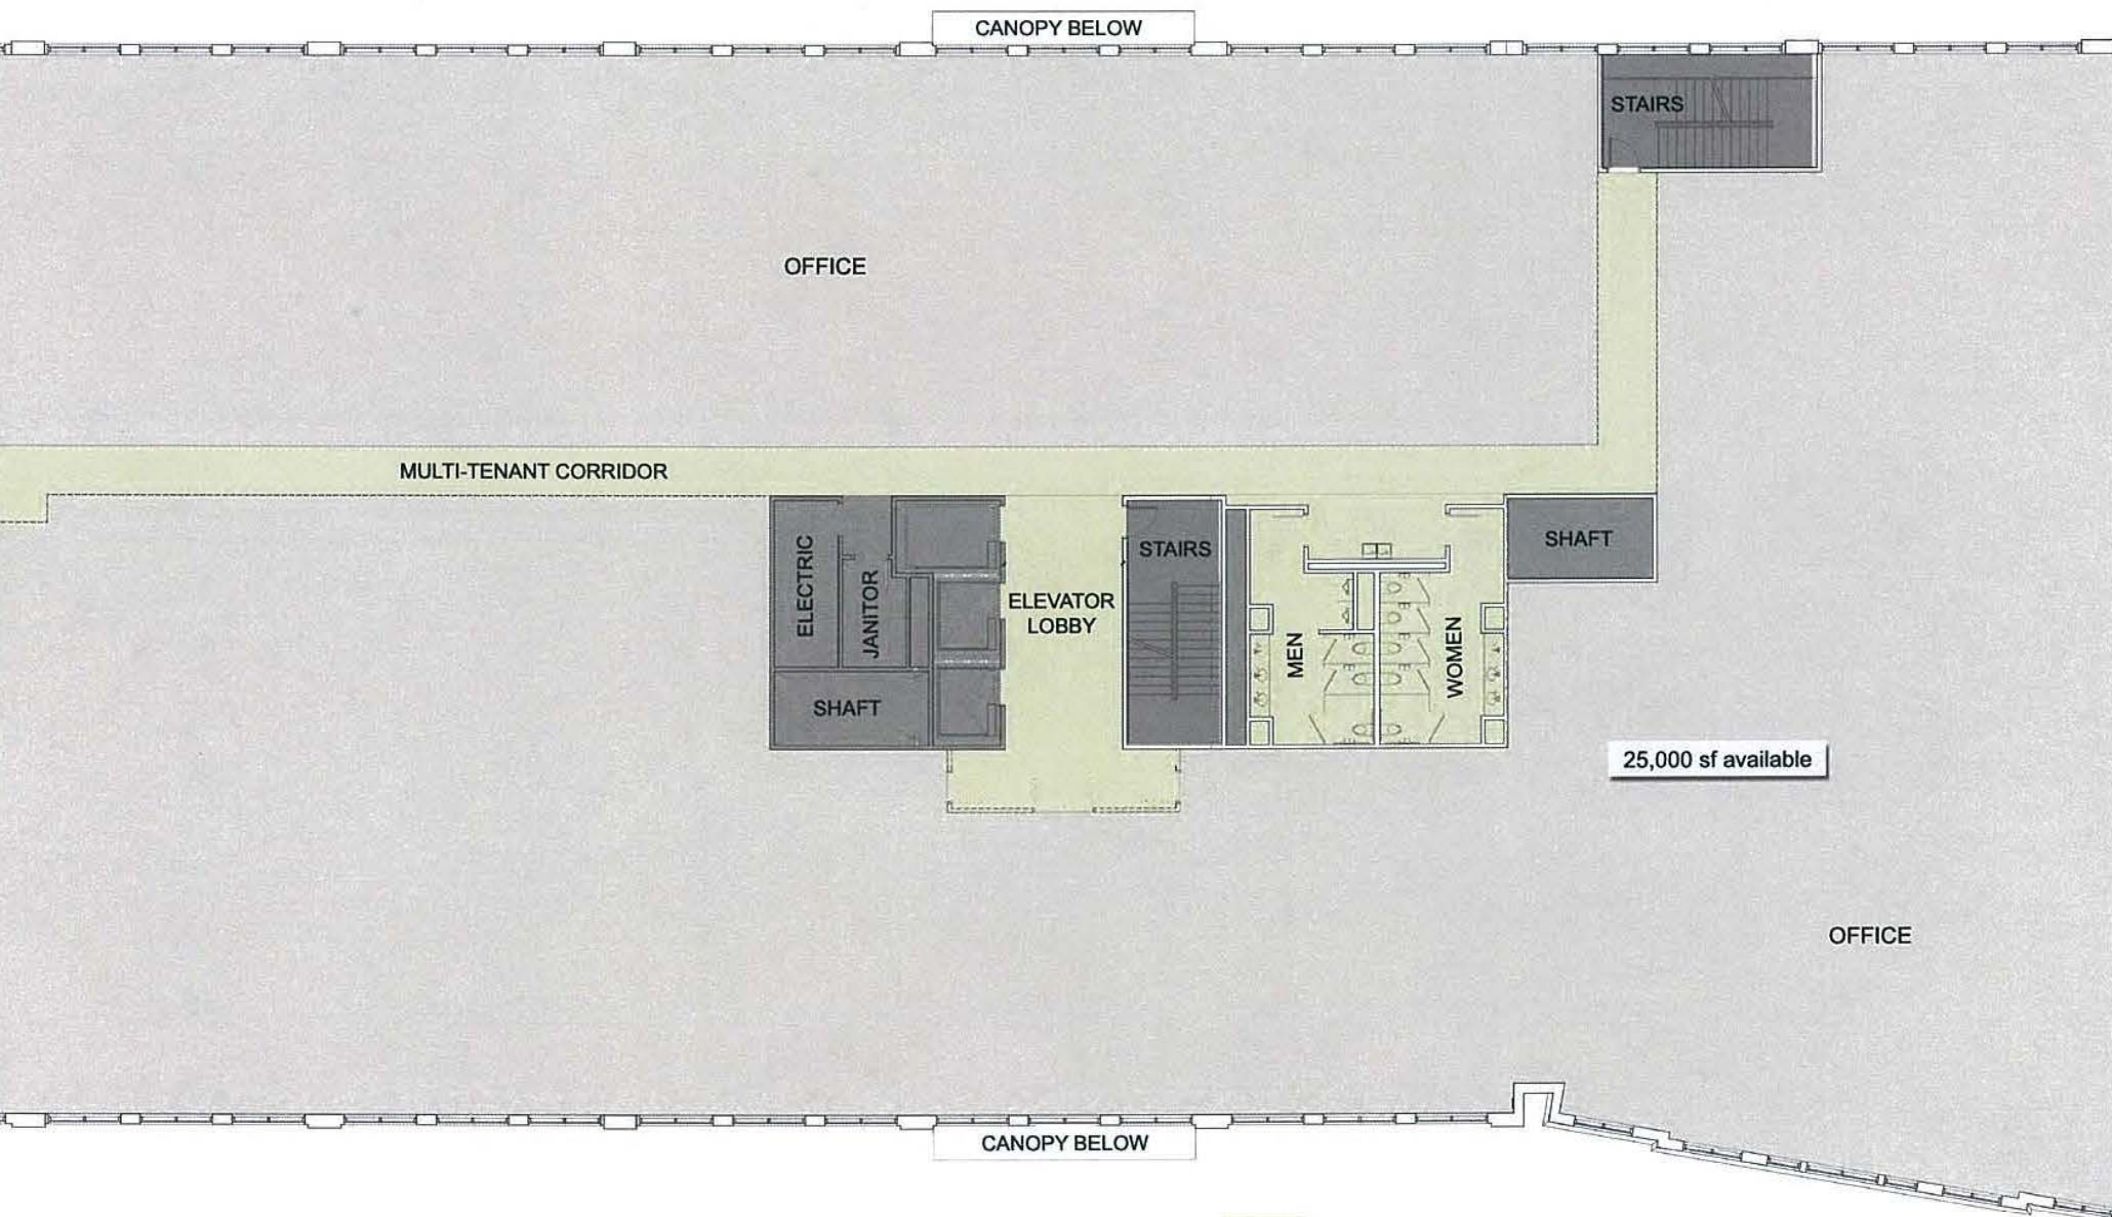 CANOPY BELOW
STAIRS
OFFICE
MULTI-TENANT CORRIDOR
ELECTRIC
JANITOR
SHAFT
ELEVATOR
LOBBY
STAIRS
MEN
WOMEN
SHAFT
25,000 sf available
OFFICE
CANOPY BELOW